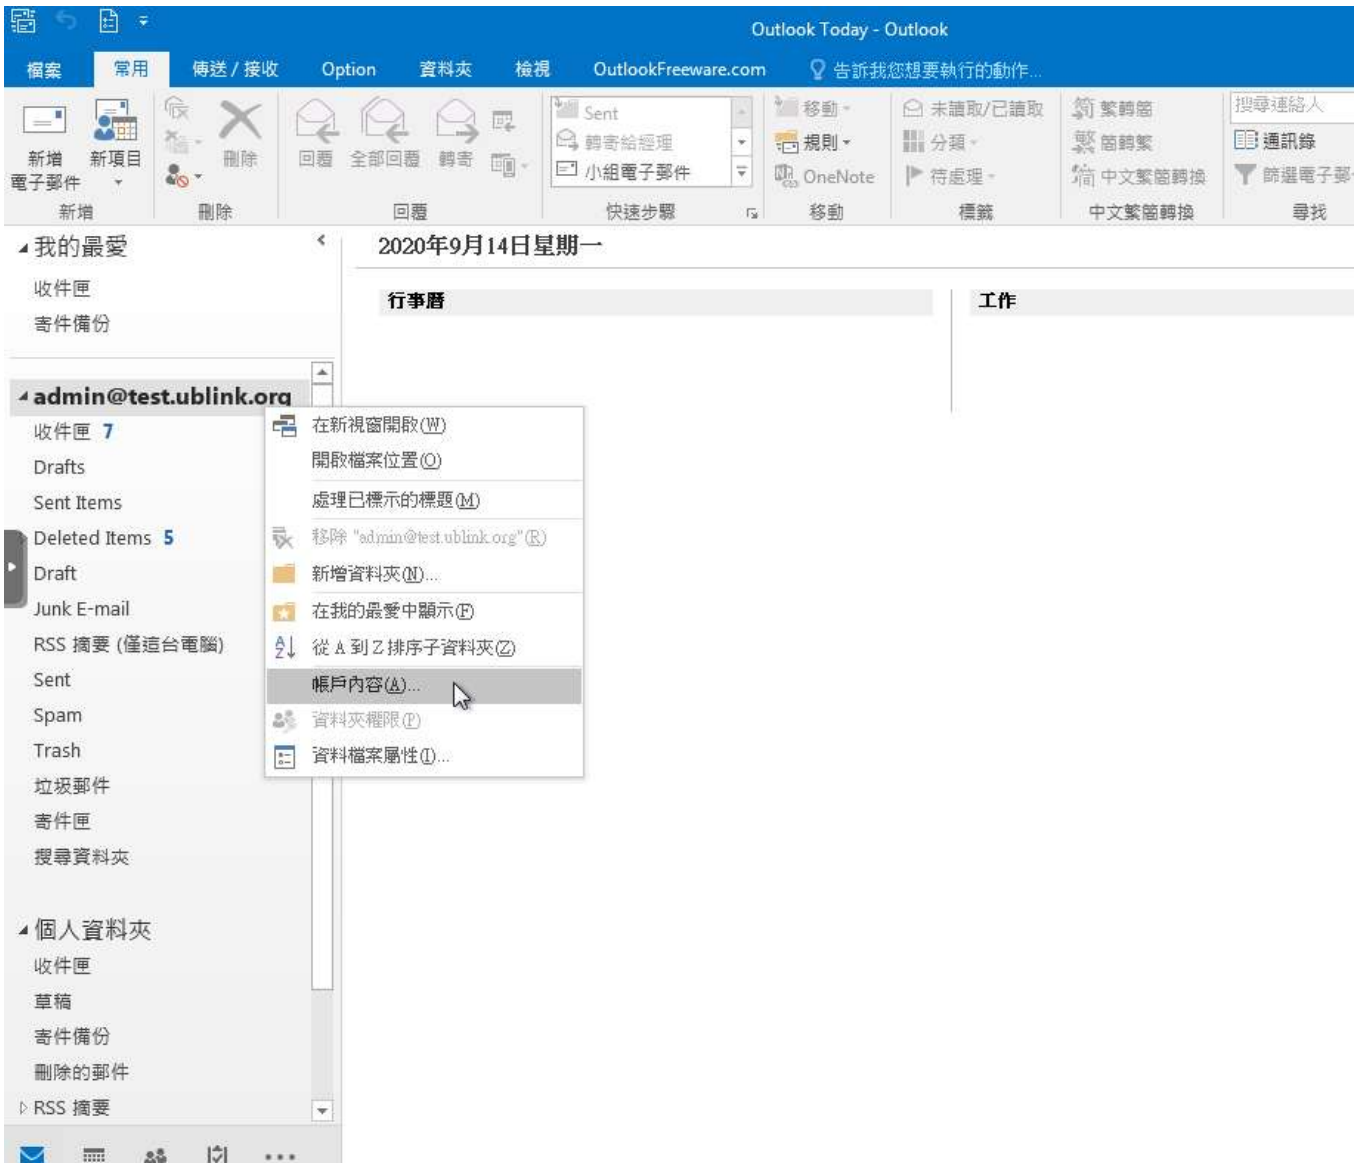 Outlook Today - Outlook
檔案 常用 傳送 / 接收 Option 資料夾 檢視 OutlookFreeware.com 告訴我您想要執行的動作...
新增
電子郵件
新項目
刪除
回覆 全部回覆 轉寄
Sent
轉寄給經理
小組電子郵件
移動
規則
OneNote
未讀取/已讀取
分類
待處理
简 繁轉簡
繁 簡轉繁
简 中文繁簡轉換
搜尋連絡人
通訊錄
篩選電子郵
新增 刪除 回覆 快速步驟 移動 標籤 中文繁簡轉換 尋找
我的最愛
收件匣
寄件備份
2020年9月14日星期一
行事曆 工作
admin@test.ublink.org
收件匣 7
Drafts
Sent Items
Deleted Items 5
Draft
Junk E-mail
RSS 摘要 (僅這台電腦)
Sent
Spam
Trash
垃圾郵件
寄件匣
搜尋資料夾
在新視窗開啟(W)
開啟檔案位置(O)
處理已標示的標題(M)
移除 "admin@test.ublink.org"(R)
新增資料夾(N)...
在我的最愛中顯示(F)
從 A 到 Z 排序子資料夾(Z)
帳戶內容(A)...
資料夾權限(P)
資料檔案屬性(I)...
個人資料夾
收件匣
草稿
寄件備份
刪除的郵件
RSS 摘要